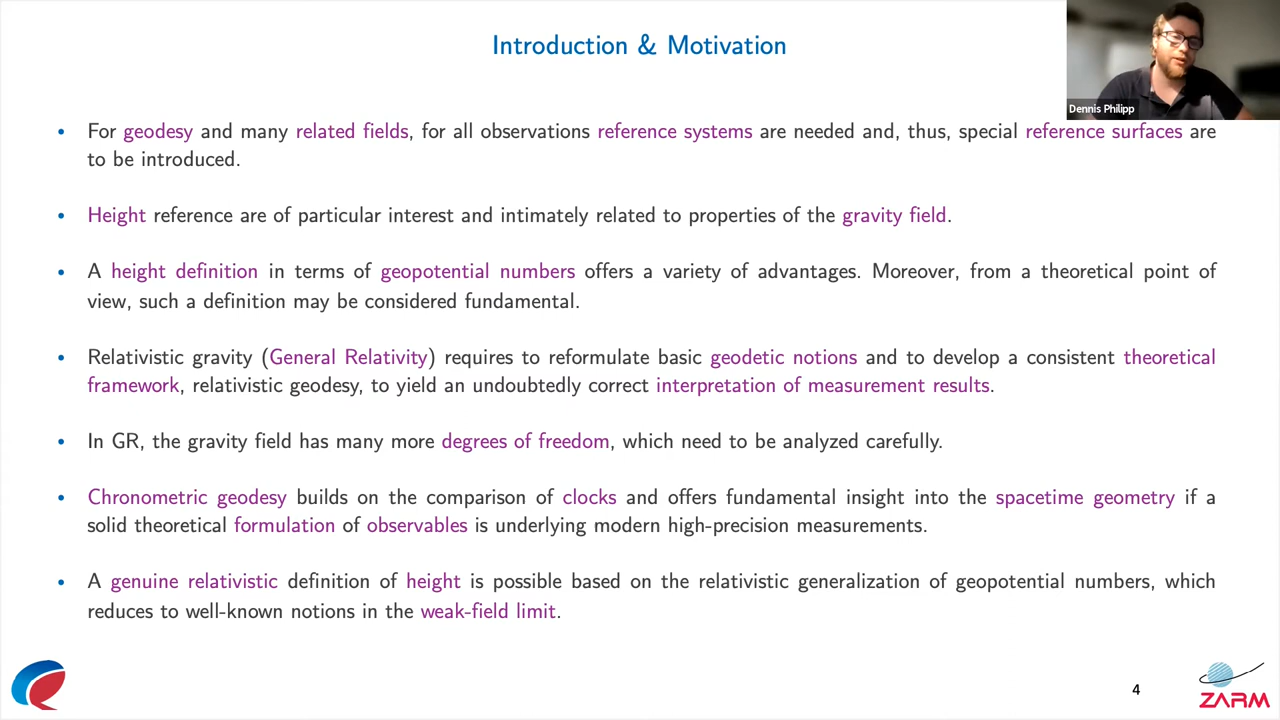 Introduction & Motivation
Dennis Philipp
• For geodesy and many related fields, for all observations reference systems are needed and, thus, special reference surfaces are
to be introduced.
• Height reference are of particular interest and intimately related to properties of the gravity field.
• A height definition in terms of geopotential numbers offers a variety of advantages. Moreover, from a theoretical point of
view, such a definition may be considered fundamental.
• Relativistic gravity (General Relativity) requires to reformulate basic geodetic notions and to develop a consistent theoretical
framework, relativistic geodesy, to yield an undoubtedly correct interpretation of measurement results.
• In GR, the gravity field has many more degrees of freedom, which need to be analyzed carefully.
• Chronometric geodesy builds on the comparison of clocks and offers fundamental insight into the spacetime geometry if a
solid theoretical formulation of observables is underlying modern high-precision measurements.
• A genuine relativistic definition of height is possible based on the relativistic generalization of geopotential numbers, which
reduces to well-known notions in the weak-field limit.
4
ZARM